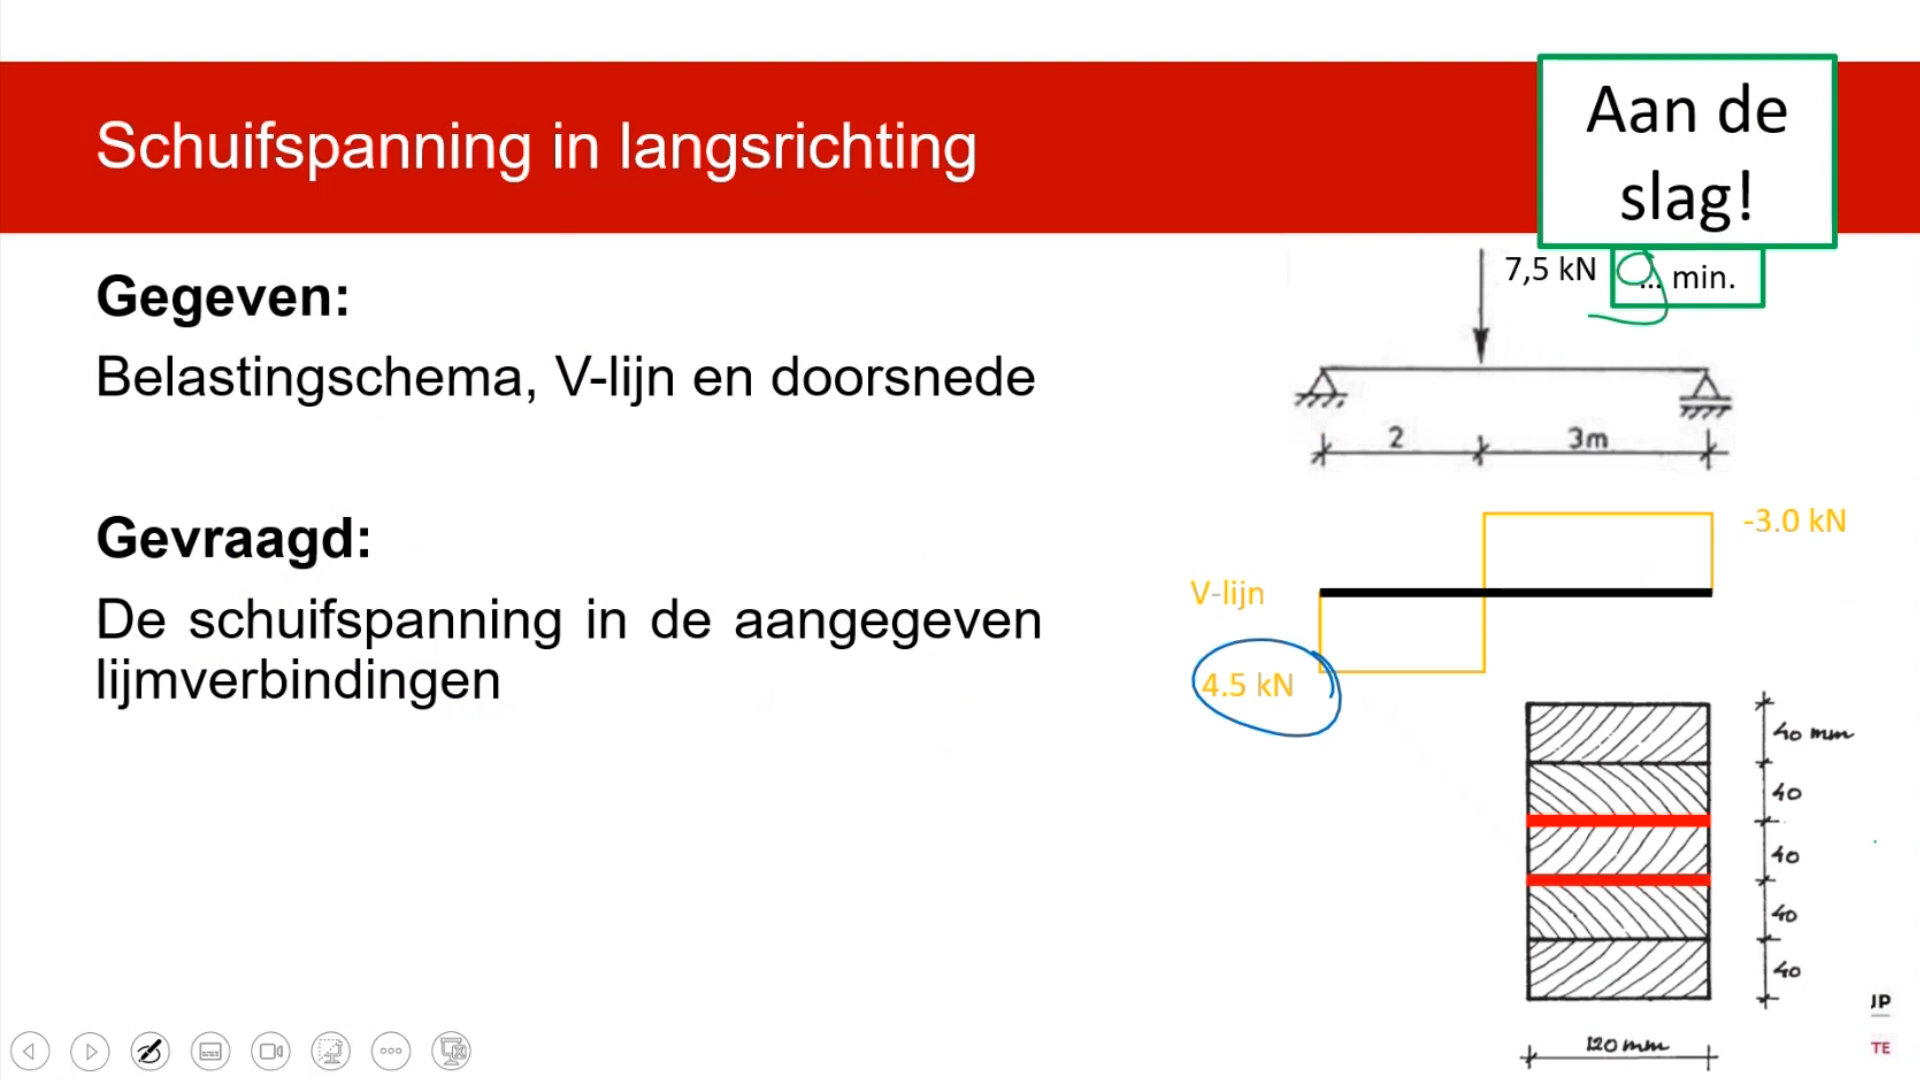 Schuifspanning in langsrichting
Aan de
slag!
Gegeven:
7,5 kN
... min.
Belastingschema, V-lijn en doorsnede
2
3m
Gevraagd:
-3.0 kN
V-lijn
De schuifspanning in de aangegeven
lijmverbindingen
4.5 kN
40 mm
40
40
40
40
JP
120 mm
TE